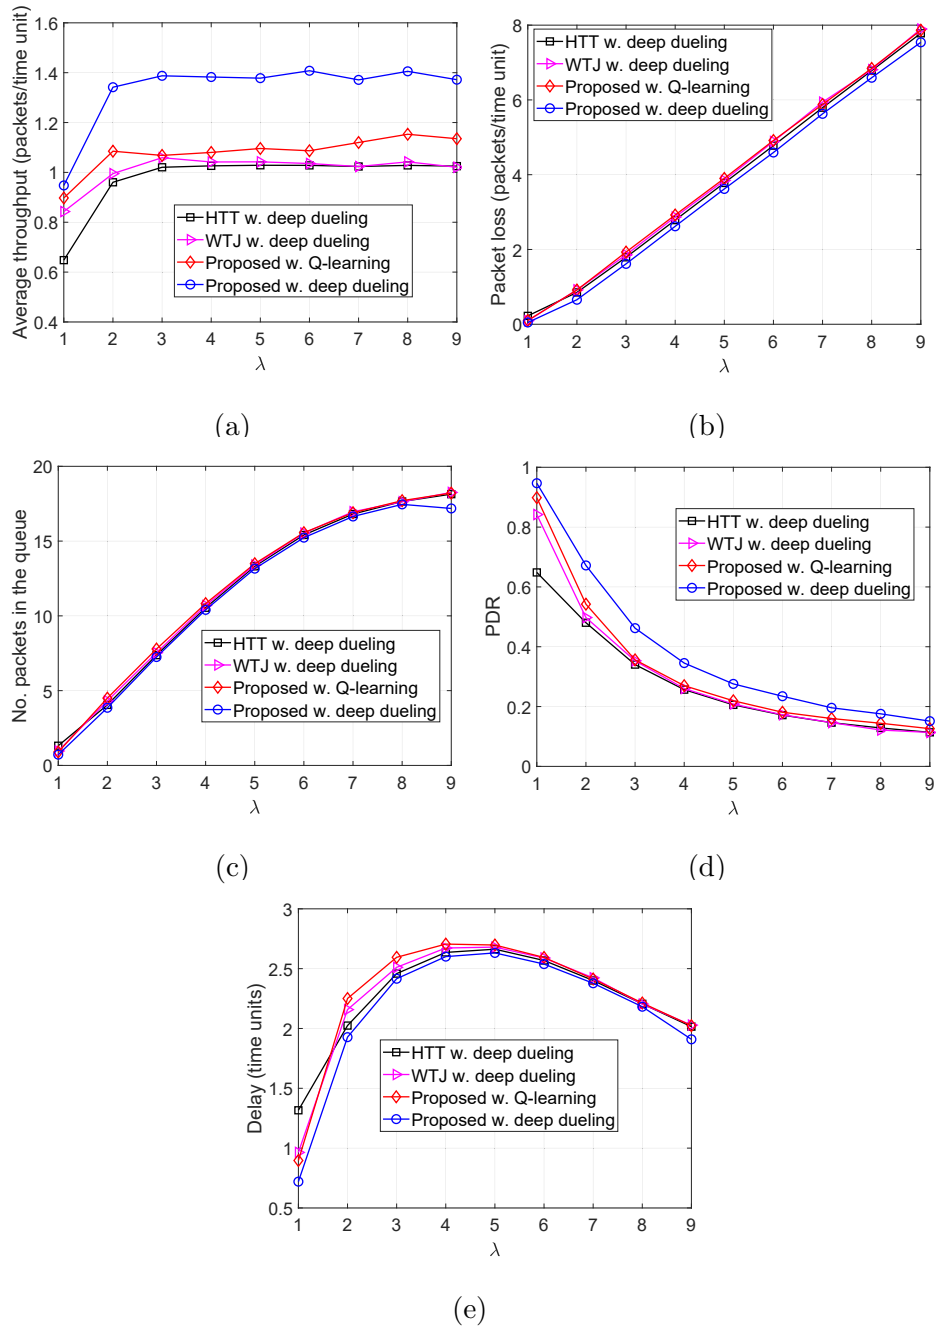 1.6
1.4
1.2
1
0.8
0.6
0.4
Average throughput (packets/time unit)
HTT w. deep dueling
WTJ w. deep dueling
Proposed w. Q-learning
Proposed w. deep dueling
1 2 3 4 5 6 7 8 9
λ
(a)
8
6
4
2
0
Packet loss (packets/time unit)
HTT w. deep dueling
WTJ w. deep dueling
Proposed w. Q-learning
Proposed w. deep dueling
1 2 3 4 5 6 7 8 9
λ
(b)
20
15
10
5
0
No. packets in the queue
HTT w. deep dueling
WTJ w. deep dueling
Proposed w. Q-learning
Proposed w. deep dueling
1 2 3 4 5 6 7 8 9
λ
(c)
1
0.8
0.6
0.4
0.2
0
PDR
HTT w. deep dueling
WTJ w. deep dueling
Proposed w. Q-learning
Proposed w. deep dueling
1 2 3 4 5 6 7 8 9
λ
(d)
3
2.5
2
1.5
1
0.5
Delay (time units)
HTT w. deep dueling
WTJ w. deep dueling
Proposed w. Q-learning
Proposed w. deep dueling
1 2 3 4 5 6 7 8 9
λ
(e)